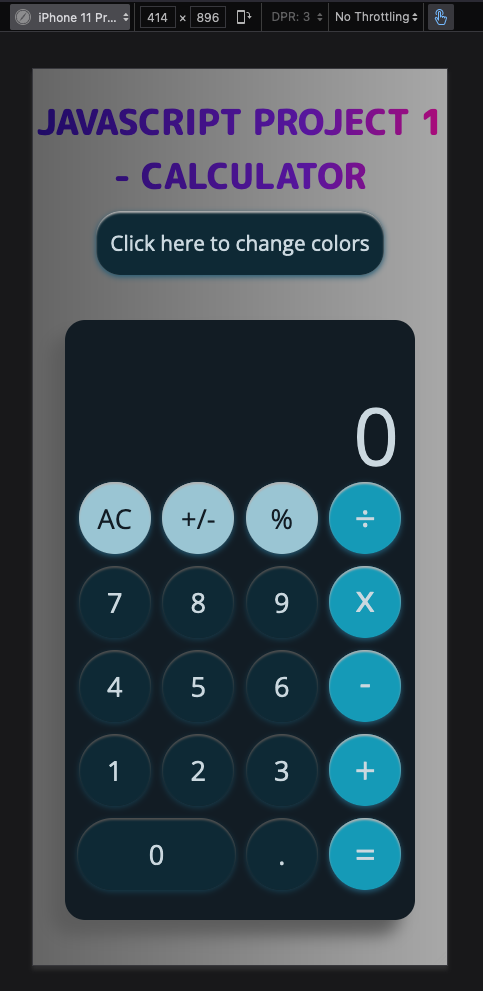 iPhone 11 Pr... 414 × 896 DPR: 3 No Throttling
JAVASCRIPT PROJECT 1
- CALCULATOR
Click here to change colors
0
AC +/- % ÷
7 8 9 x
4 5 6 -
1 2 3 +
0 . =